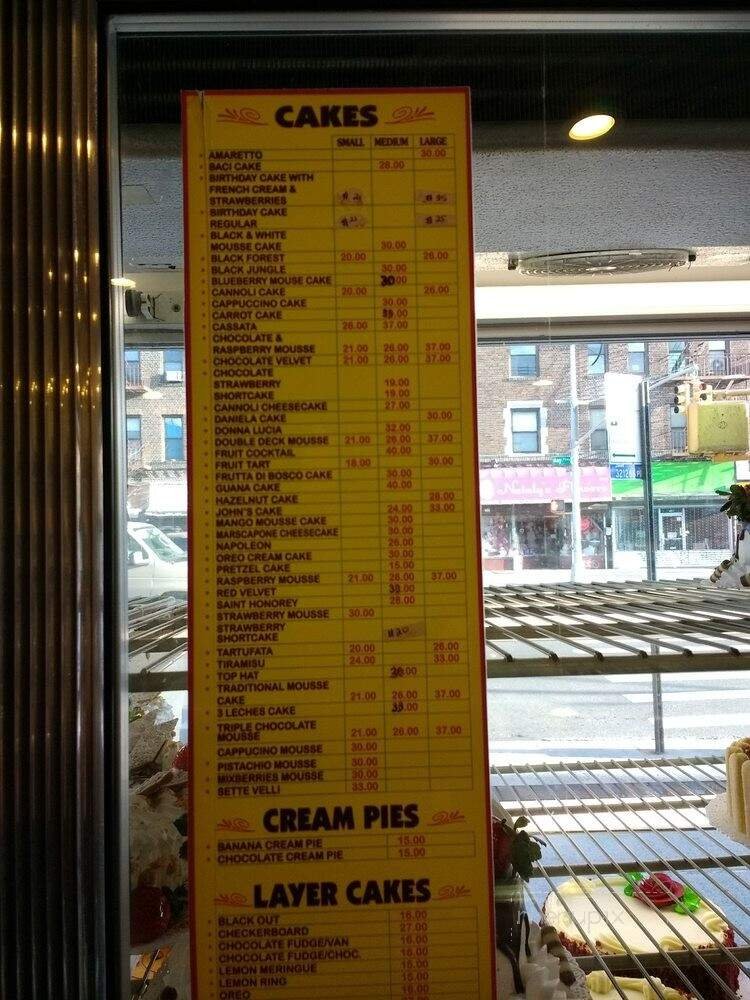 CAKES
SMALL MEDIUM LARGE
AMARETTO 30.00
BACI CAKE 28.00
BIRTHDAY CAKE WITH
FRENCH CREAM &
STRAWBERRIES $ 35
BIRTHDAY CAKE
REGULAR $ 25
BLACK & WHITE
MOUSSE CAKE 30.00
BLACK FOREST 20.00 26.00
BLACK JUNGLE 30.00
BLUEBERRY MOUSE CAKE 30.00
CANNOLI CAKE 20.00 26.00
CAPPUCCINO CAKE 30.00
CARROT CAKE
CASSATA 26.00 37.00
CHOCOLATE &
RASPBERRY MOUSSE 21.00 26.00 37.00
CHOCOLATE VELVET 21.00 26.00 37.00
CHOCOLATE
STRAWBERRY 19.00
SHORTCAKE 19.00
CANNOLI CHEESECAKE 27.00
DANIELA CAKE 30.00
DONNA LUCIA 32.00
DOUBLE DECK MOUSSE 21.00 26.00 37.00
FRUIT COCKTAIL 40.00
FRUIT TART 18.00 30.00
FRUTTA DI BOSCO CAKE 30.00
GUANA CAKE 40.00
HAZELNUT CAKE 28.00
JOHN'S CAKE 24.00 33.00
MANGO MOUSSE CAKE 30.00
MARSCAPONE CHEESECAKE 30.00
NAPOLEON 26.00
OREO CREAM CAKE 30.00
PRETZEL CAKE 15.00
RASPBERRY MOUSSE 21.00 26.00 37.00
RED VELVET
SAINT HONOREY 28.00
STRAWBERRY MOUSSE 30.00
STRAWBERRY
SHORTCAKE $20
TARTUFATA 20.00 26.00
TIRAMISU 24.00 33.00
TOP HAT
TRADITIONAL MOUSSE
CAKE 21.00 26.00 37.00
3 LECHES CAKE
TRIPLE CHOCOLATE
MOUSSE 21.00 26.00 37.00
CAPPUCINO MOUSSE 30.00
PISTACHIO MOUSSE 30.00
MIXBERRIES MOUSSE 30.00
SETTE VELLI 33.00
CREAM PIES
BANANA CREAM PIE 15.00
CHOCOLATE CREAM PIE 15.00
LAYER CAKES
BLACK OUT 16.00
CHECKERBOARD 27.00
CHOCOLATE FUDGE/VAN 16.00
CHOCOLATE FUDGE/CHOC. 16.00
LEMON MERINGUE 15.00
LEMON RING 15.00
OREO 16.00